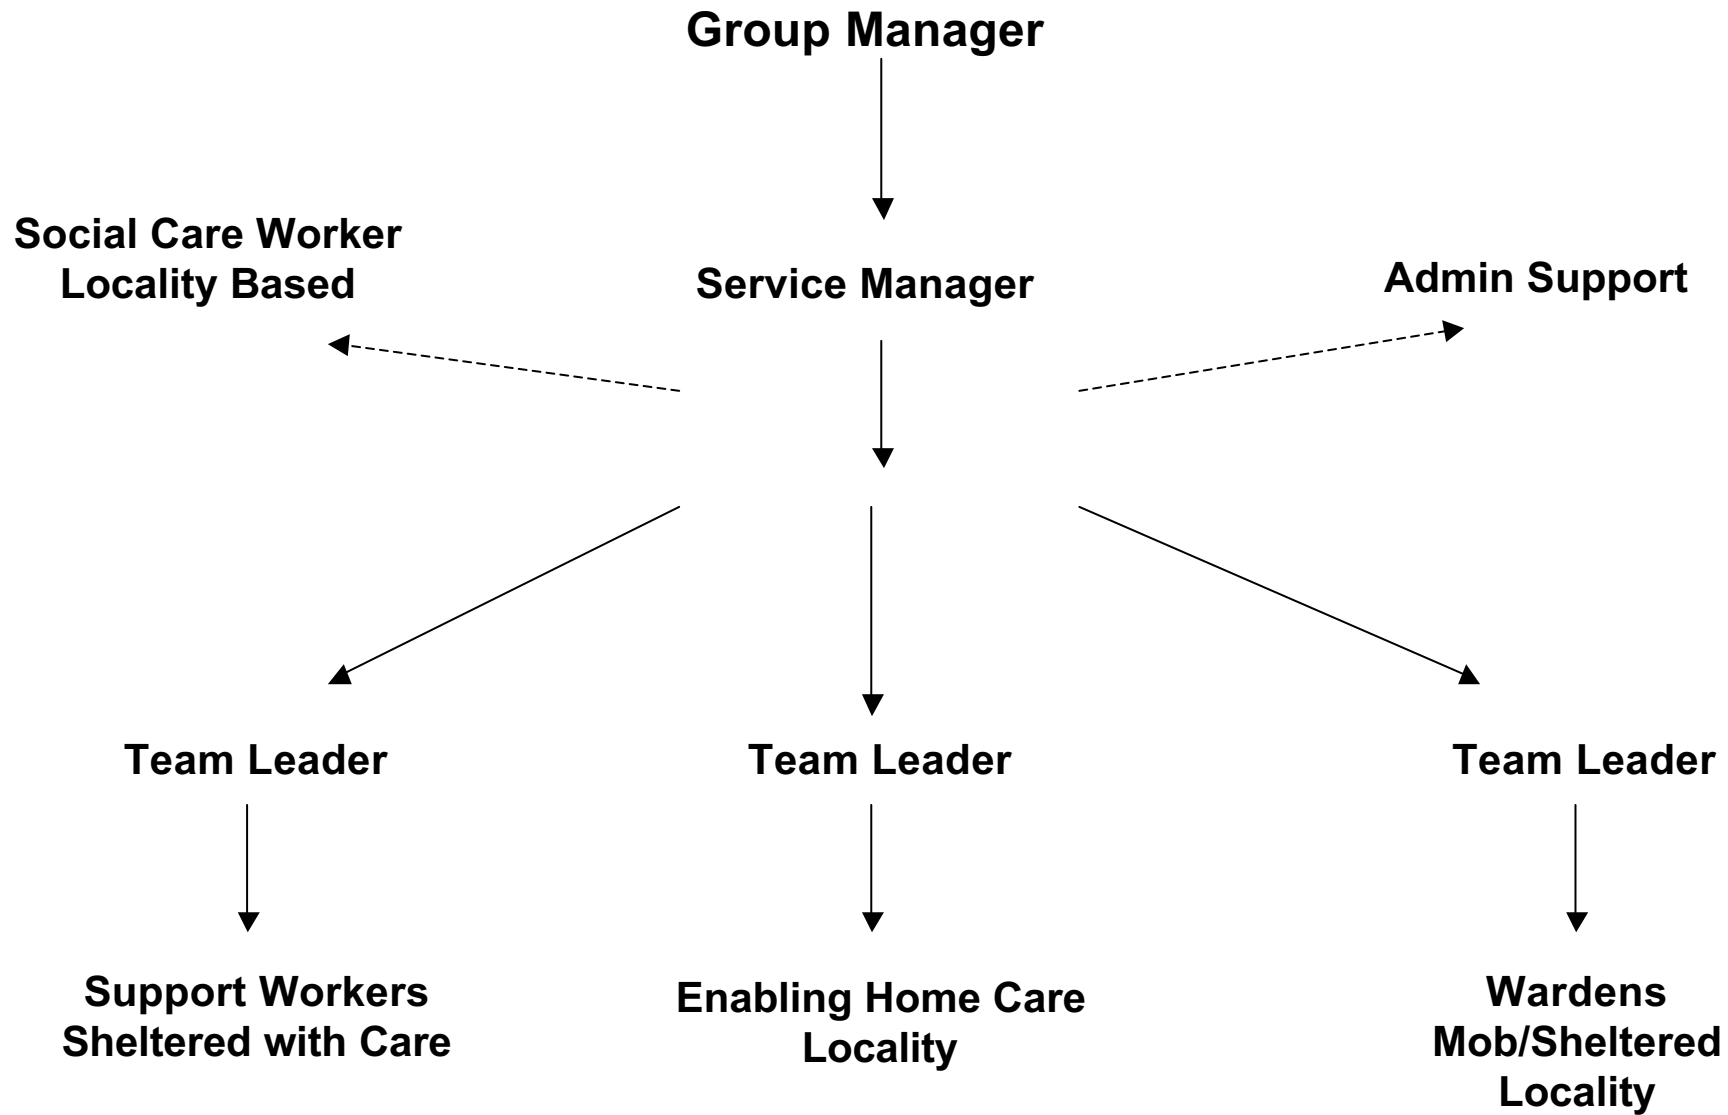 Group Manager
Social Care Worker
Locality Based
Service Manager
Admin Support
Team Leader
Team Leader
Team Leader
Support Workers
Sheltered with Care
Enabling Home Care
Locality
Wardens
Mob/Sheltered
Locality